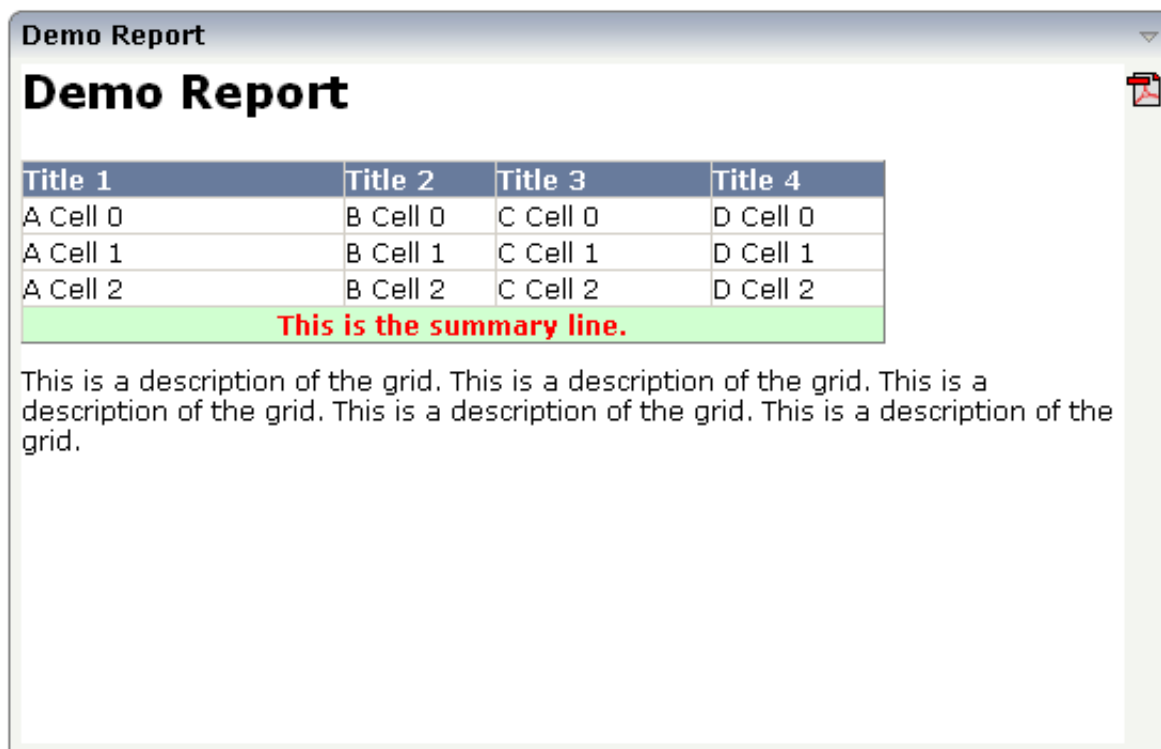 Demo Report
Demo Report
Title 1 Title 2 Title 3 Title 4
A Cell 0 B Cell 0 C Cell 0 D Cell 0
A Cell 1 B Cell 1 C Cell 1 D Cell 1
A Cell 2 B Cell 2 C Cell 2 D Cell 2
This is the summary line.
This is a description of the grid. This is a description of the grid. This is a
description of the grid. This is a description of the grid. This is a description of the
grid.